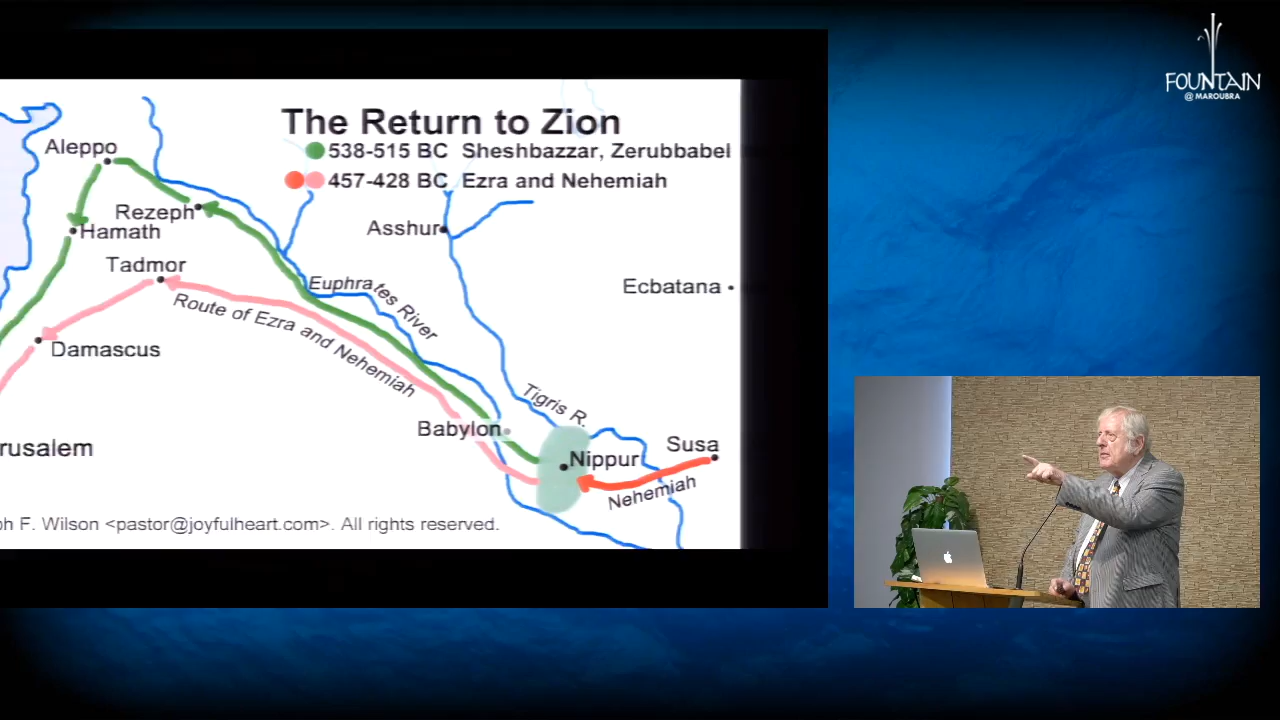 FOUNTAIN
@ MAROUBRA
The Return to Zion
538-515 BC Sheshbazzar, Zerubbabel
457-428 BC Ezra and Nehemiah
Aleppo
Rezeph
Hamath
Asshur
Tadmor
Ecbatana
Euphrates River
Route of Ezra and Nehemiah
Damascus
Tigris R.
Babylon
rusalem
Nippur
Susa
Nehemiah
ph F. Wilson <pastor@joyfulheart.com>. All rights reserved.